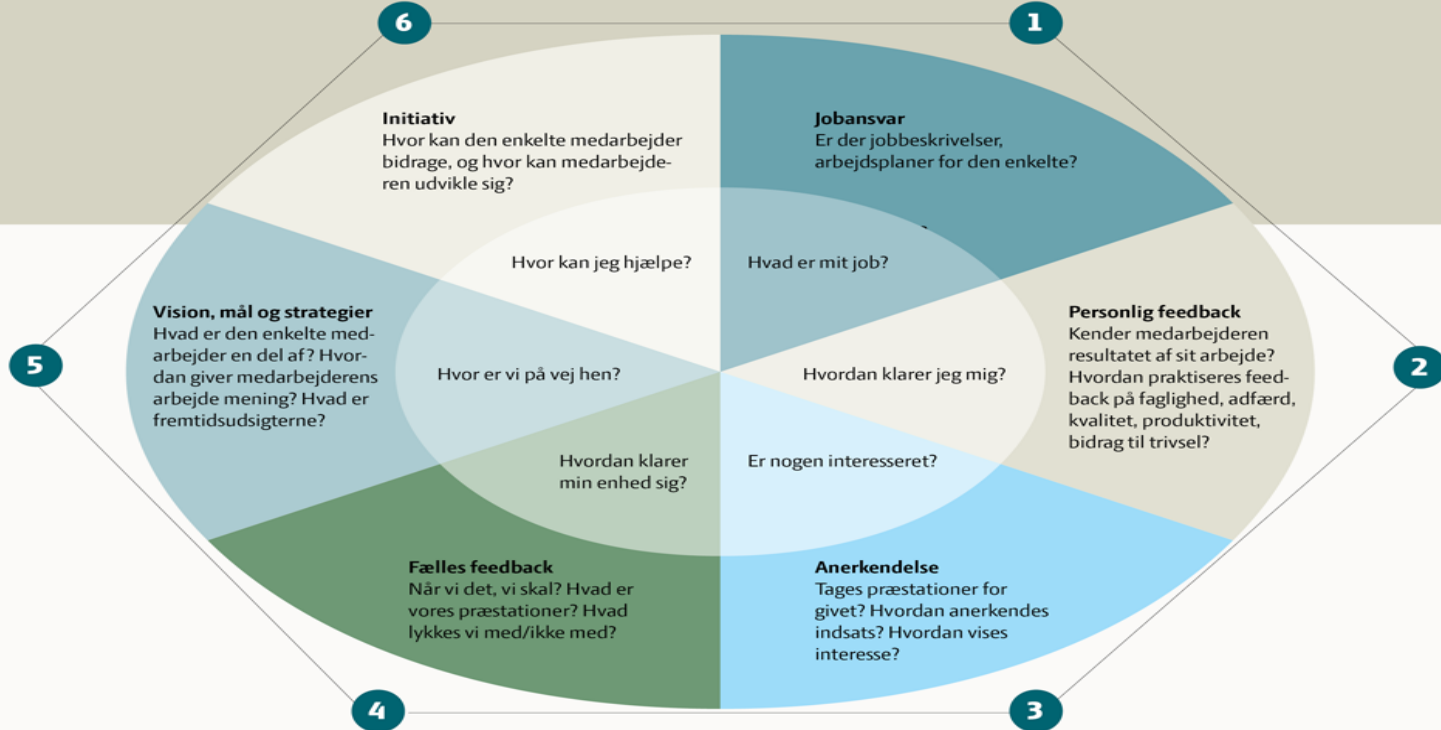 6
1
Initiativ
Hvor kan den enkelte medarbejder
bidrage, og hvor kan medarbejde-
ren udvikle sig?
Jobansvar
Er der jobbeskrivelser,
arbejdsplaner for den enkelte?
Hvor kan jeg hjælpe?
Hvad er mit job?
Vision, mål og strategier
Hvad er den enkelte med-
arbejder en del af? Hvor-
dan giver medarbejderens
arbejde mening? Hvad er
fremtidsudsigterne?
Personlig feedback
Kender medarbejderen
resultatet af sit arbejde?
Hvordan praktiseres feed-
back på faglighed, adfærd,
kvalitet, produktivitet,
bidrag til trivsel?
5
Hvor er vi på vej hen?
Hvordan klarer jeg mig?
2
Hvordan klarer
min enhed sig?
Er nogen interesseret?
Fælles feedback
Når vi det, vi skal? Hvad er
vores præstationer? Hvad
lykkes vi med/ikke med?
Anerkendelse
Tages præstationer for
givet? Hvordan anerkendes
indsats? Hvordan vises
interesse?
4
3